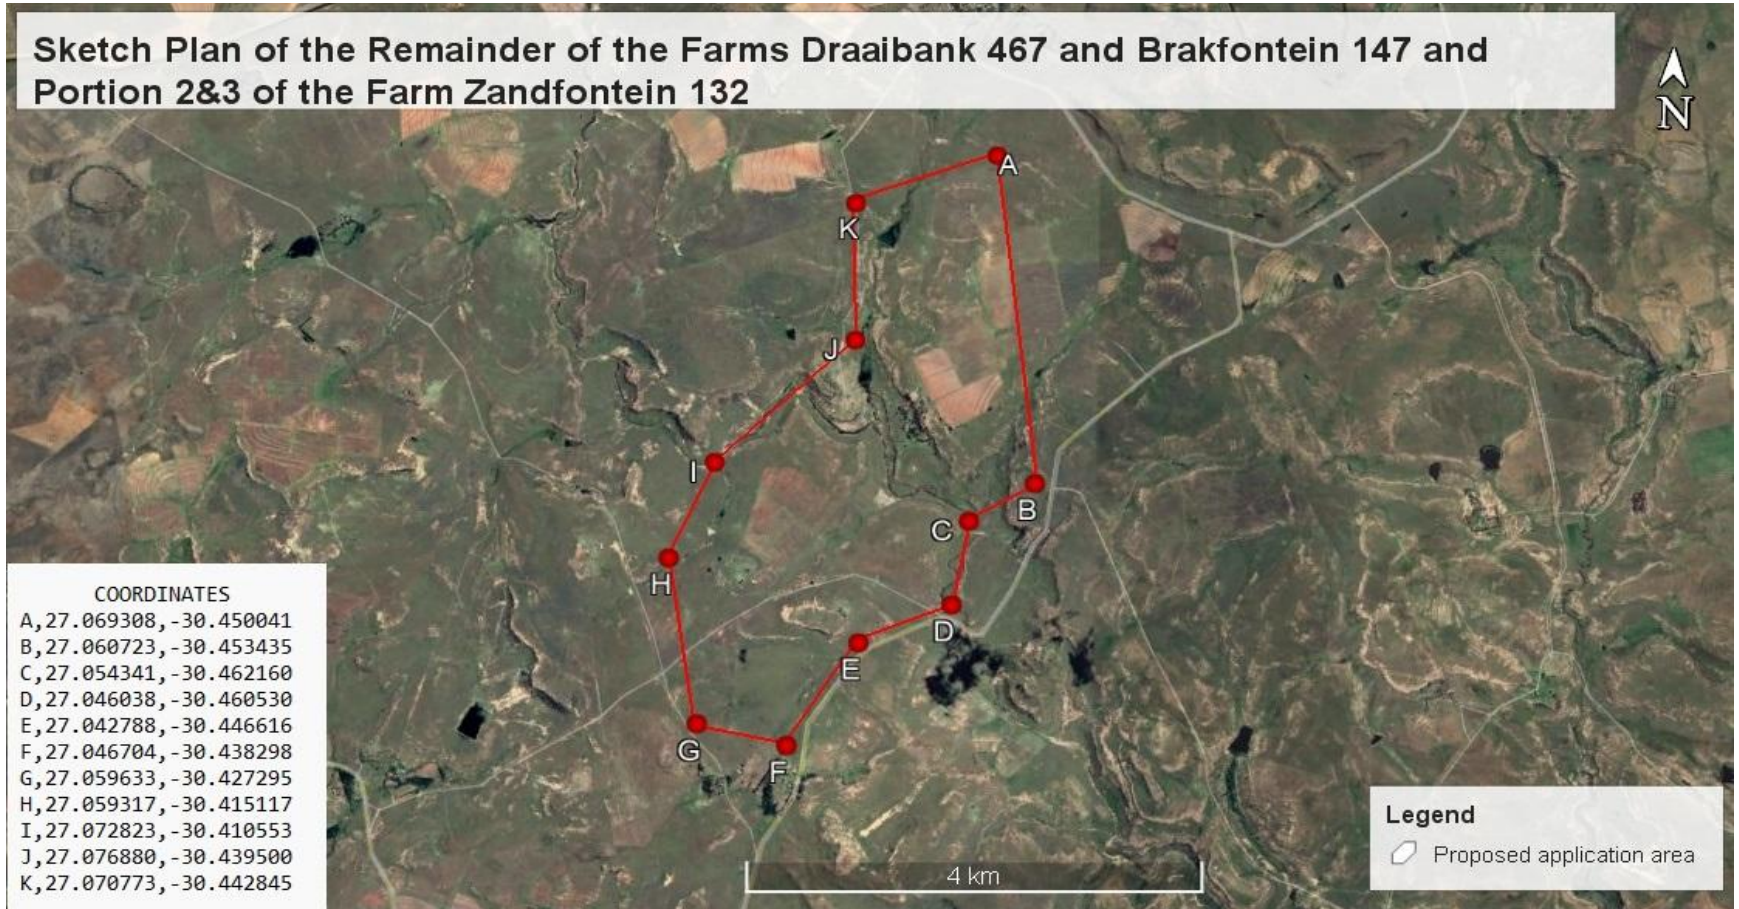 Sketch Plan of the Remainder of the Farms Draaibank 467 and Brakfontein 147 and
Portion 2&3 of the Farm Zandfontein 132
N
A
K
J
I
B
C
H
D
E
G
F
COORDINATES
A,27.069308,-30.450041
B,27.060723,-30.453435
C,27.054341,-30.462160
D,27.046038,-30.460530
E,27.042788,-30.446616
F,27.046704,-30.438298
G,27.059633,-30.427295
H,27.059317,-30.415117
I,27.072823,-30.410553
J,27.076880,-30.439500
K,27.070773,-30.442845
4 km
Legend
Proposed application area